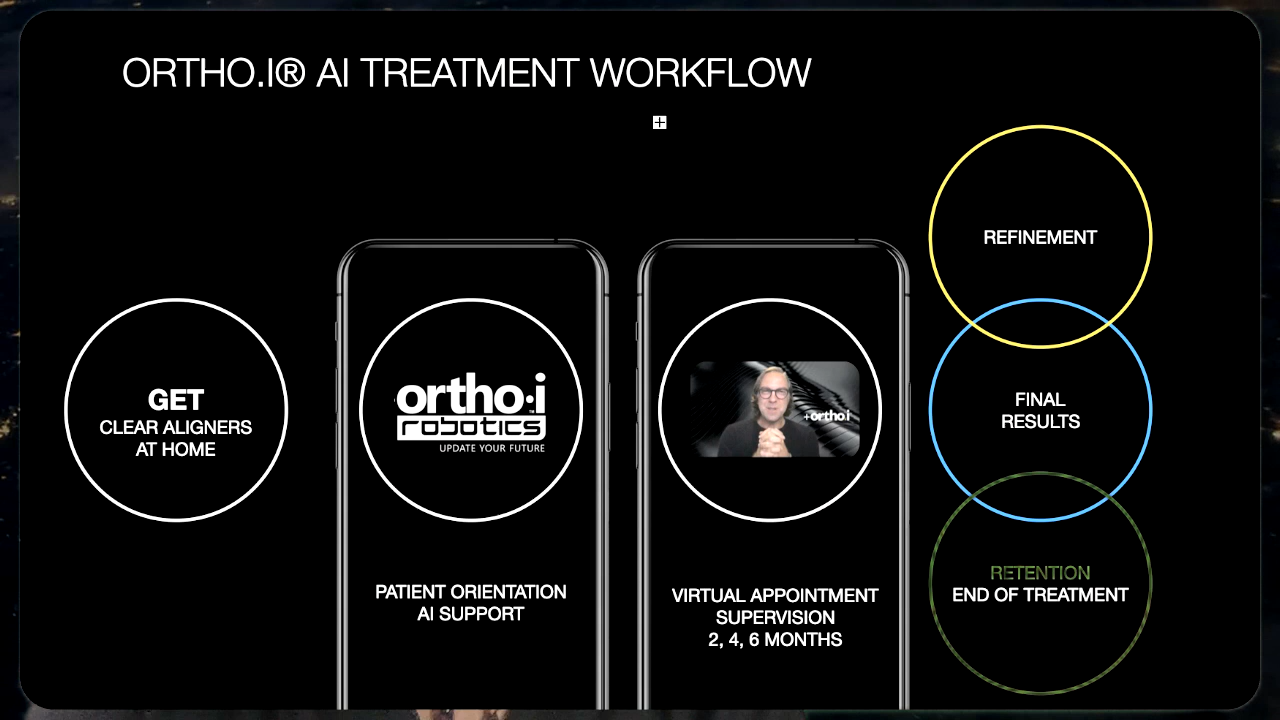 ORTHO.I® AI TREATMENT WORKFLOW
GET
CLEAR ALIGNERS
AT HOME
ortho·i™
robotics
UPDATE YOUR FUTURE
PATIENT ORIENTATION
AI SUPPORT
+ortho.i
VIRTUAL APPOINTMENT
SUPERVISION
2, 4, 6 MONTHS
REFINEMENT
FINAL
RESULTS
RETENTION
END OF TREATMENT